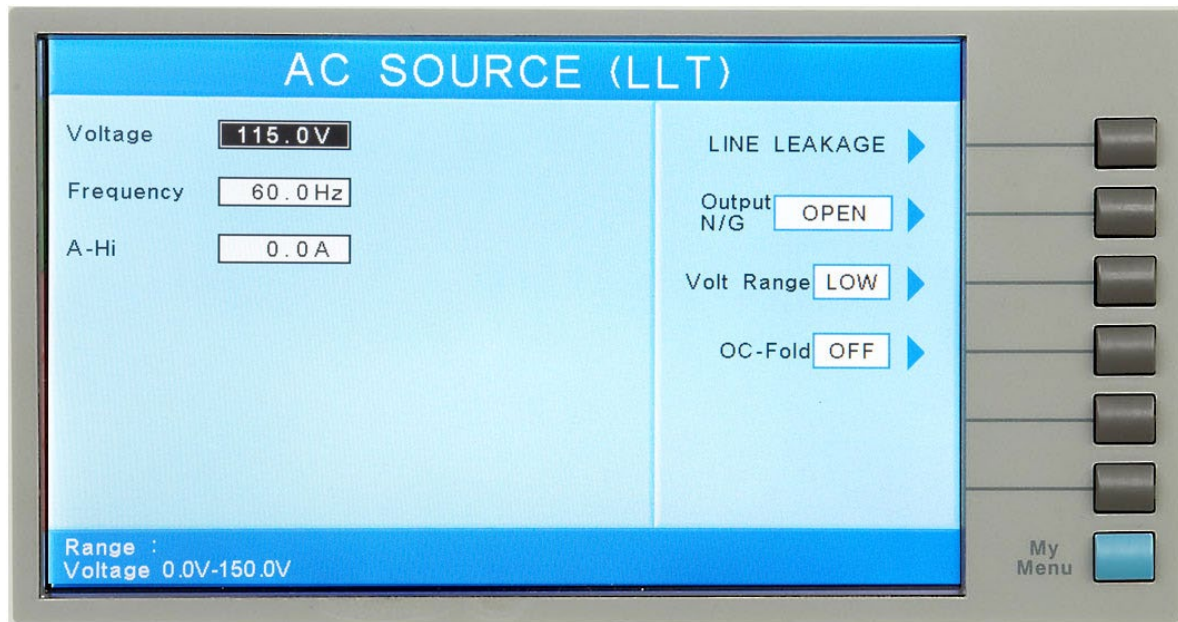 AC SOURCE (LLT)
Voltage 115.0V
Frequency 60.0Hz
A-Hi 0.0A
LINE LEAKAGE
Output
N/G OPEN
Volt Range LOW
OC-Fold OFF
Range :
Voltage 0.0V-150.0V
My
Menu